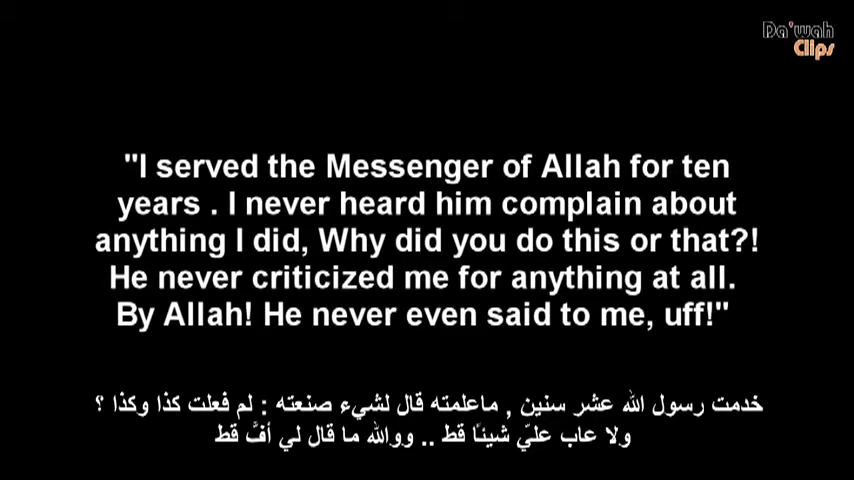 Da'wah
Clips
"I served the Messenger of Allah for ten
years . I never heard him complain about
anything I did, Why did you do this or that?!
He never criticized me for anything at all.
By Allah! He never even said to me, uff!"
خدمت رسول الله عشر سنين , ماعلمته قال لشيء صنعته : لم فعلت كذا وكذا ؟
ولا عاب عليّ شيئًا قط .. ووالله ما قال لي أفَّ قط